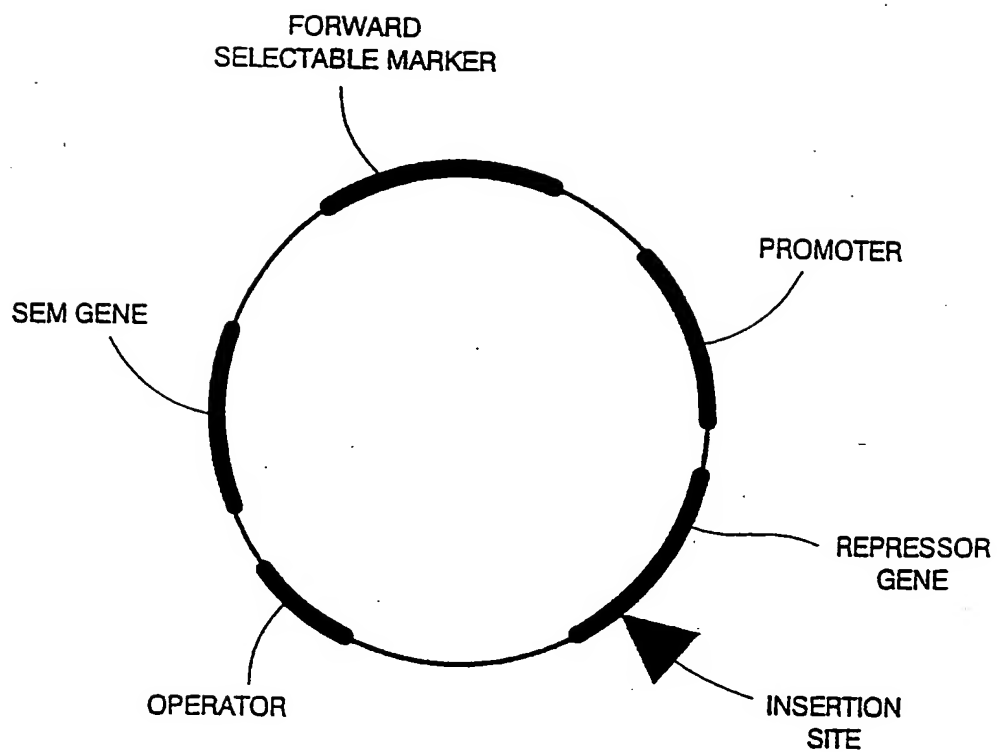 FORWARD
SELECTABLE MARKER
PROMOTER
SEM GENE
REPRESSOR
GENE
OPERATOR
INSERTION
SITE